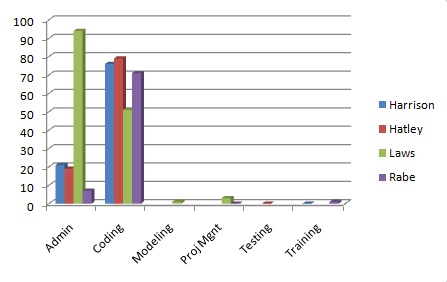 100
90
80
70
60
50
40
30
20
10
0
Admin
Coding
Modeling
Proj Mgnt
Testing
Training
Harrison
Hatley
Laws
Rabe